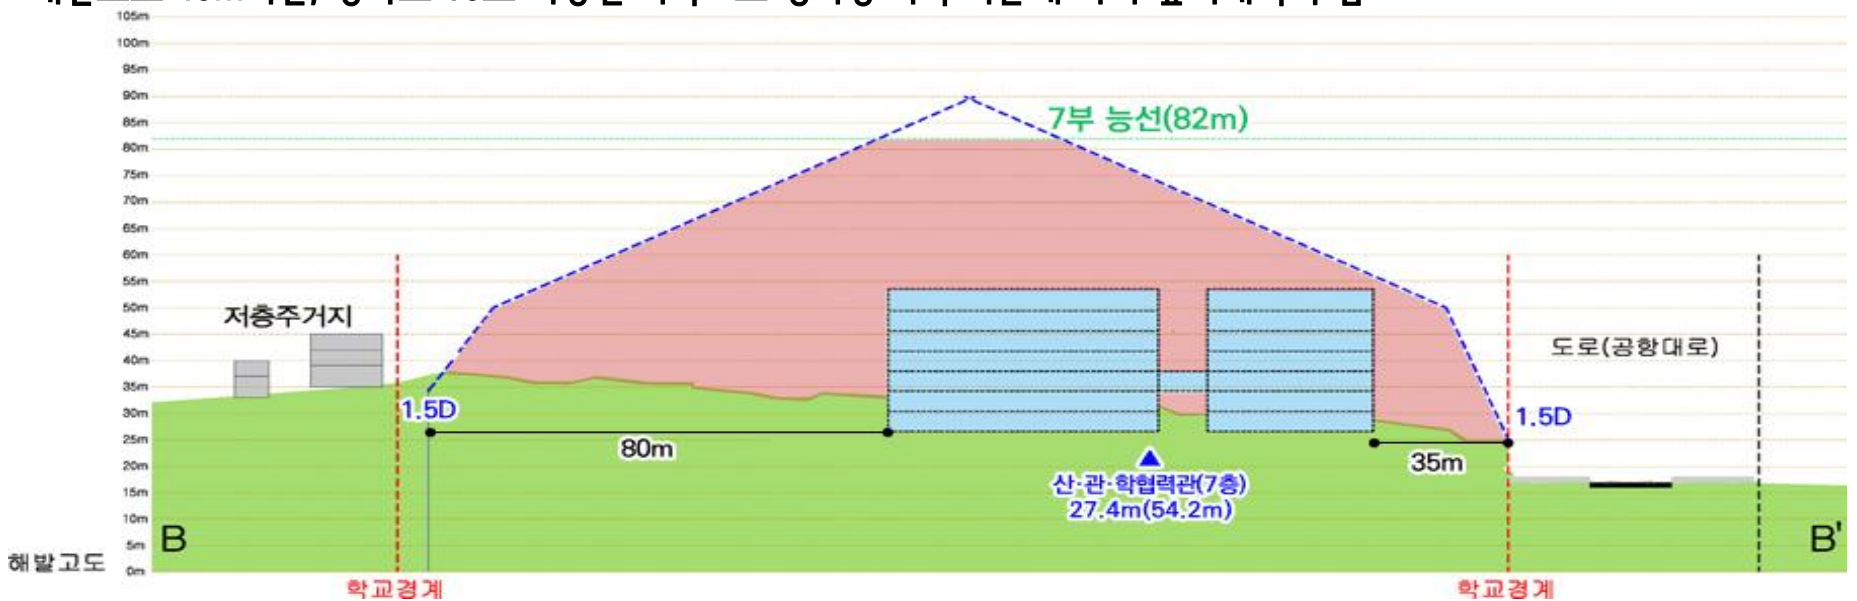 105m
100m
95m
90m
85m
80m
75m
70m
65m
60m
55m
50m
45m
40m
35m
30m
25m
20m
15m
10m
5m
0m
해발고도
7부 능선(82m)
저층주거지
도로(공항대로)
1.5D
1.5D
80m
35m
산·관·학협력관(7층)
27.4m(54.2m)
B
B'
학교경계
학교경계